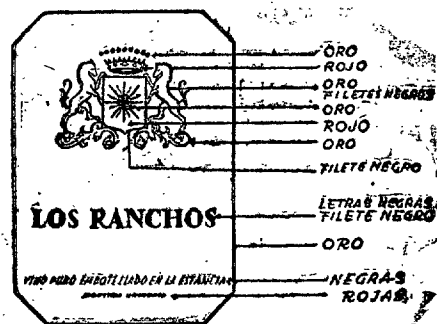 ORO
ROJO
ORO
FILETES NEGROS
ORO
ROJO
ORO
FILETE NEGRO
LETRAS NEGRAS
FILETE NEGRO
LOS RANCHOS
ORO
VINO PURO EMBOTELLADO EN LA ESTANCIA
NEGRAS
ROJAS